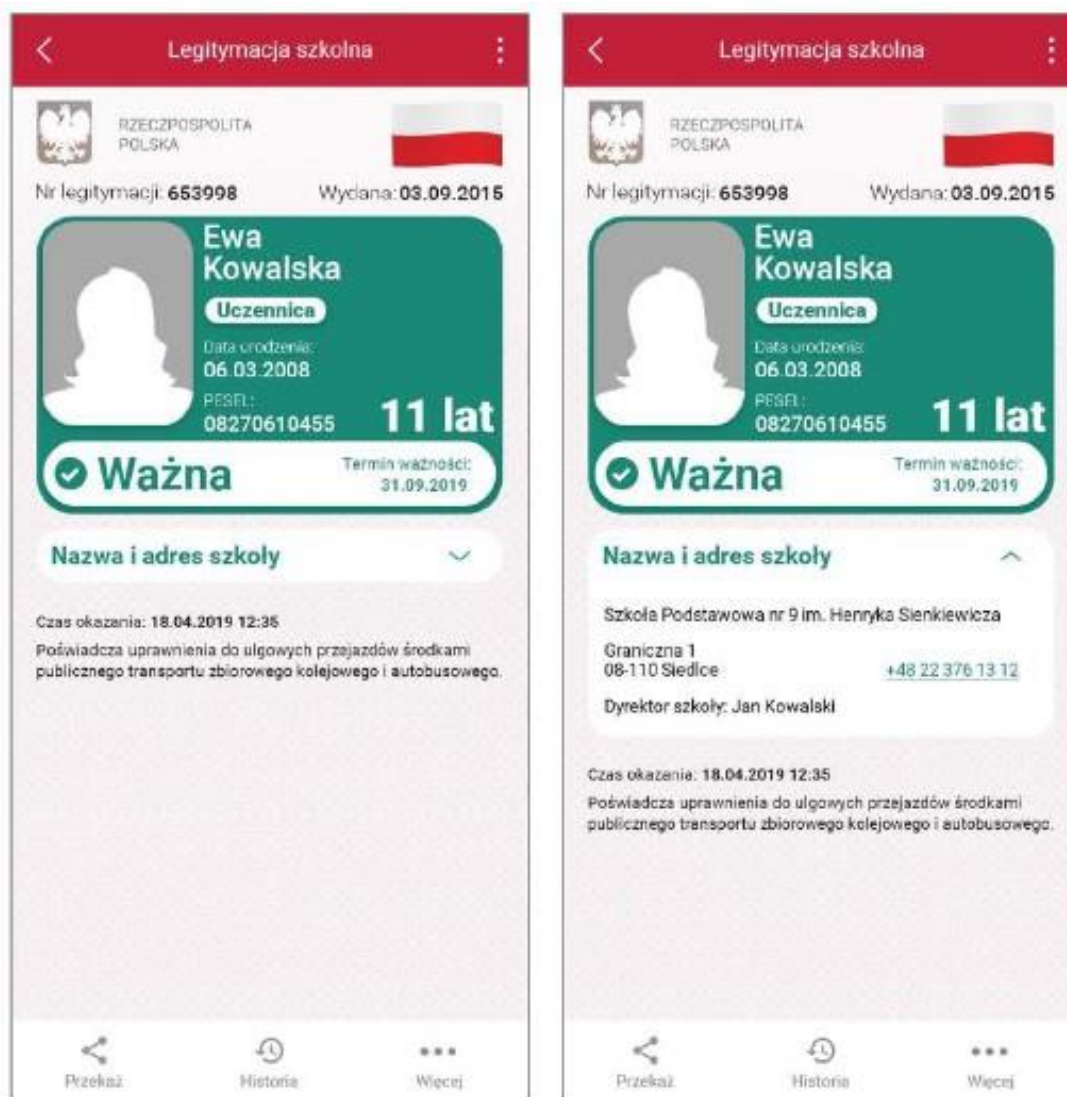 Legitymacja szkolna
RZECZPOSPOLITA
POLSKA
Nr legitymacji: 653998
Wydana: 03.09.2015
Ewa
Kowalska
Uczennica
Data urodzenia:
06.03.2008
PESEL:
08270610455
11 lat
Ważna
Termin ważności:
31.09.2019
Nazwa i adres szkoły
Czas okazania: 18.04.2019 12:35
Poświadcza uprawnienia do ulgowych przejazdów środkami
publicznego transportu zbiorowego kolejowego i autobusowego.
Przekaż
Historia
Więcej
Legitymacja szkolna
RZECZPOSPOLITA
POLSKA
Nr legitymacji: 653998
Wydana: 03.09.2015
Ewa
Kowalska
Uczennica
Data urodzenia:
06.03.2008
PESEL:
08270610455
11 lat
Ważna
Termin ważności:
31.09.2019
Nazwa i adres szkoły
Szkoła Podstawowa nr 9 im. Henryka Sienkiewicza
Graniczna 1
08-110 Siedlce
+48 22 376 13 12
Dyrektor szkoły: Jan Kowalski
Czas okazania: 18.04.2019 12:35
Poświadcza uprawnienia do ulgowych przejazdów środkami
publicznego transportu zbiorowego kolejowego i autobusowego.
Przekaż
Historia
Więcej